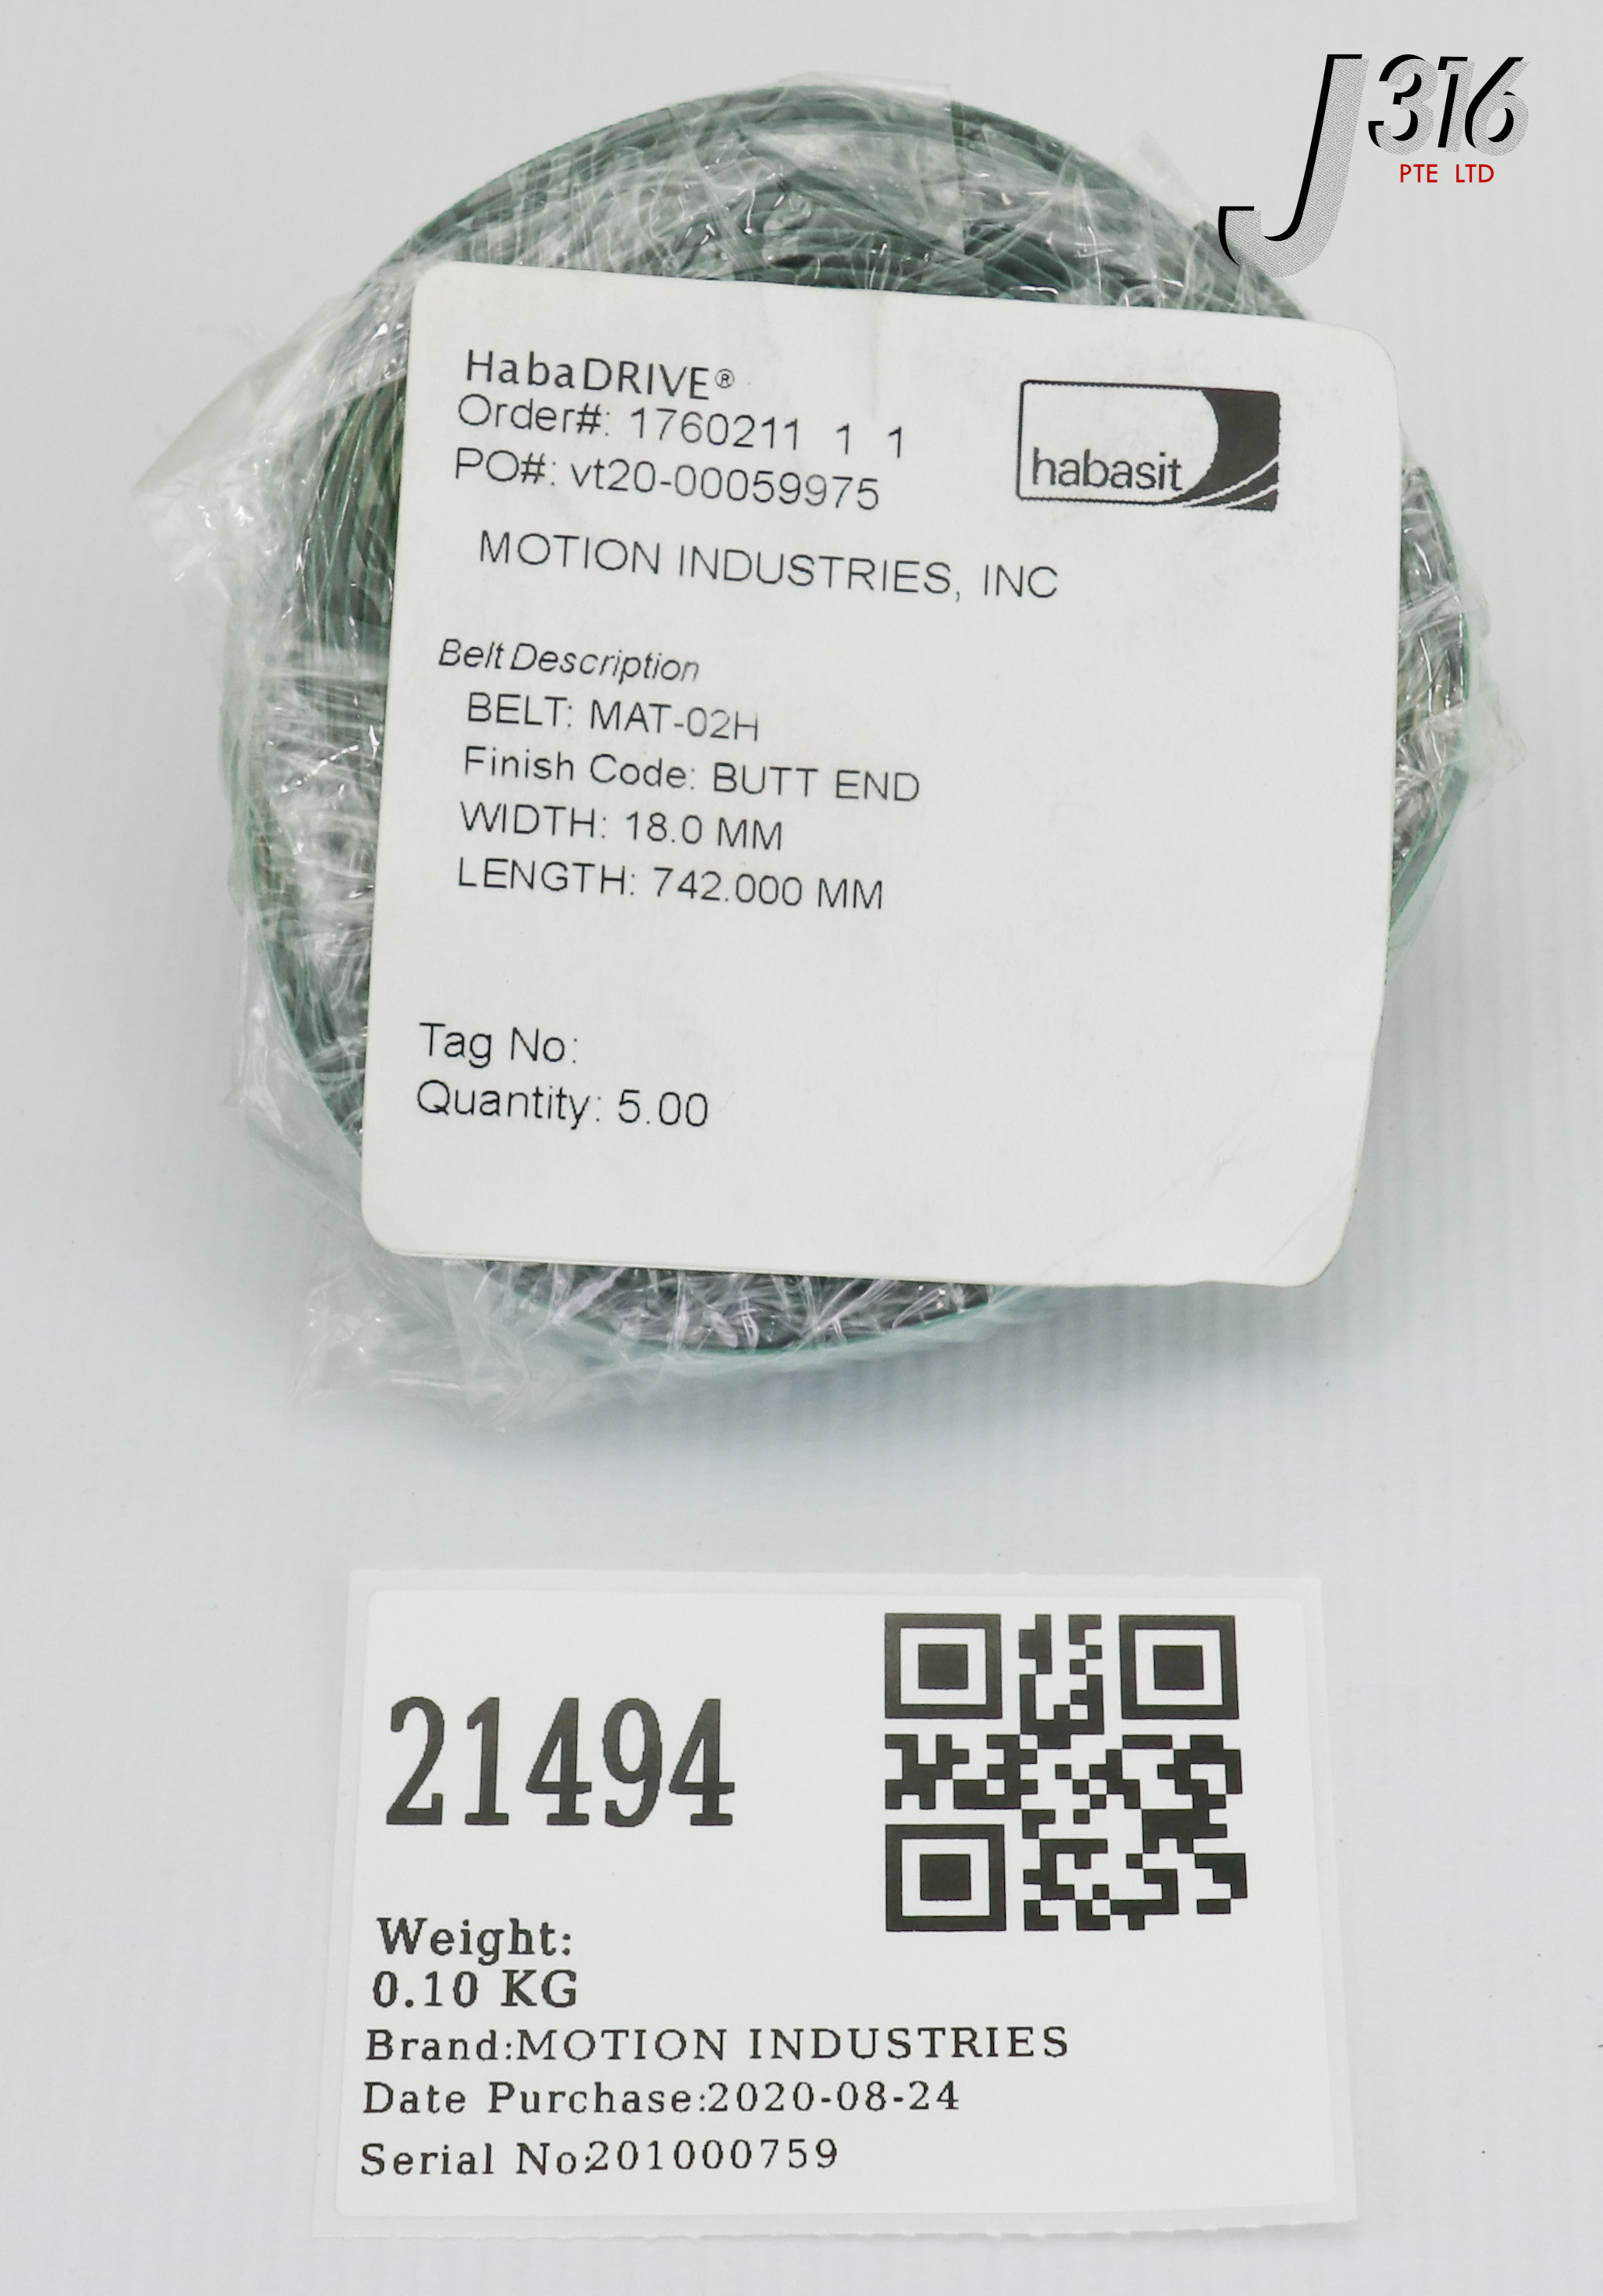 J316
PTE LTD
HabaDRIVE®
Order#: 1760211 1 1
PO#: vt20-00059975
habasit
MOTION INDUSTRIES, INC
Belt Description
BELT: MAT-02H
Finish Code: BUTT END
WIDTH: 18.0 MM
LENGTH: 742.000 MM
Tag No:
Quantity: 5.00
21494
Weight:
0.10 KG
Brand:MOTION INDUSTRIES
Date Purchase:2020-08-24
Serial No:201000759